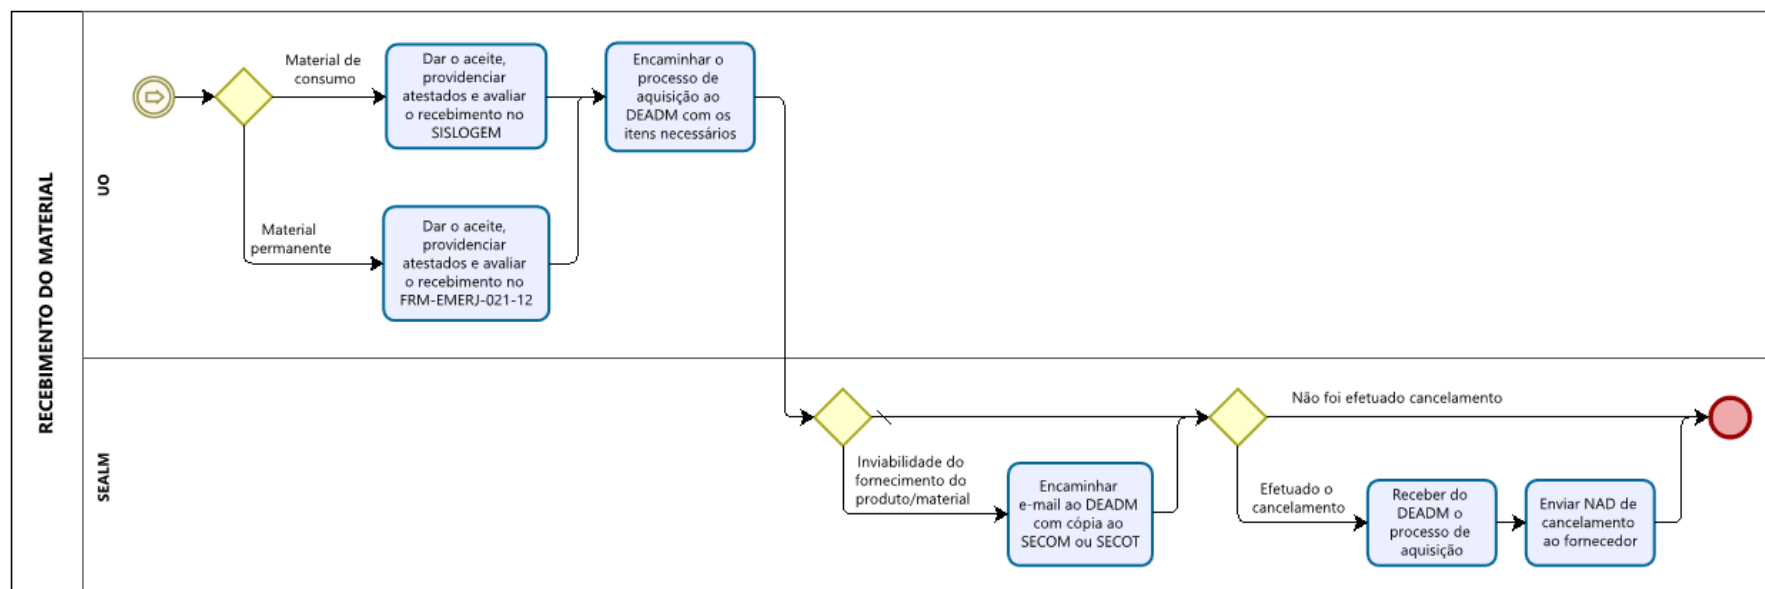 RECEBIMENTO DO MATERIAL
UO
Material de
consumo
Dar o aceite,
providenciar
atestados e avaliar
o recebimento no
SISLOGEM
Encaminhar o
processo de
aquisição ao
DEADM com os
itens necessários
Material
permanente
Dar o aceite,
providenciar
atestados e avaliar
o recebimento no
FRM-EMERJ-021-12
SEALM
Inviabilidade do
fornecimento do
produto/material
Encaminhar
e-mail ao DEADM
com cópia ao
SECOM ou SECOT
Não foi efetuado cancelamento
Efetuado o
cancelamento
Receber do
DEADM o
processo de
aquisição
Enviar NAD de
cancelamento
ao fornecedor